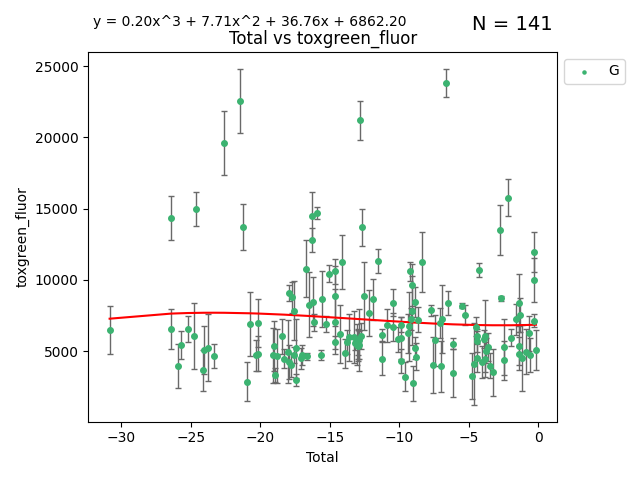 y = 0.20x^3 + 7.71x^2 + 36.76x + 6862.20
N = 141
Total vs toxgreen_fluor
G
25000
20000
15000
10000
5000
toxgreen_fluor
−30
−25
−20
−15
−10
−5
0
Total